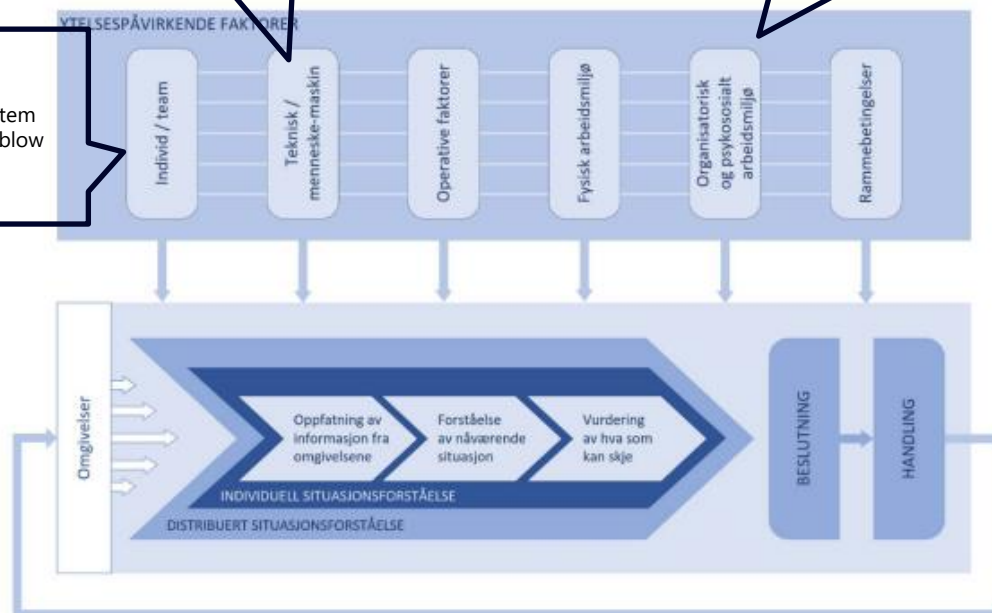 YTELSESPÅVIRKENDE FAKTORER
tem
blow
Individ / team
Teknisk /
menneske-maskin
Operative faktorer
Fysisk arbeidsmiljø
Organisatorisk
og psykososialt
arbeidsmiljø
Rammebetingelser
Omgivelser
Oppfatning av
informasjon fra
omgivelsene
Forståelse
av nåværende
situasjon
Vurdering
av hva som
kan skje
INDIVIDUELL SITUASJONSFORSTÅELSE
DISTRIBUERT SITUASJONSFORSTÅELSE
BESLUTNING
HANDLING